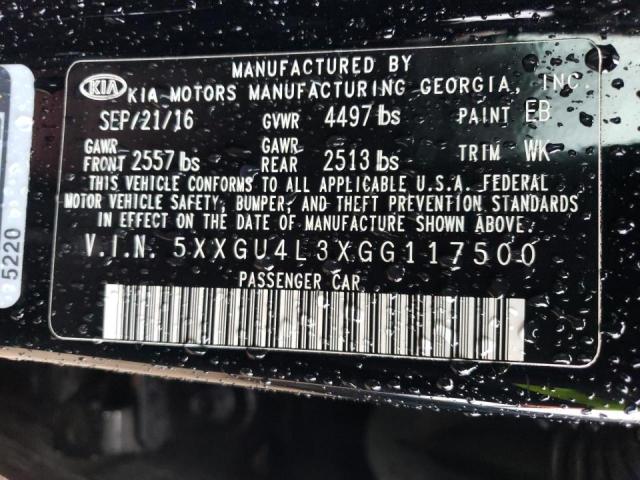 MANUFACTURED BY
KIA KIA MOTORS MANUFACTURING GEORGIA, INC.
SEP/21/16 GVWR 4497 lbs PAINT EB
GAWR FRONT 2557 lbs GAWR REAR 2513 lbs TRIM WK
THIS VEHICLE CONFORMS TO ALL APPLICABLE U.S.A. FEDERAL
MOTOR VEHICLE SAFETY, BUMPER, AND THEFT PREVENTION STANDARDS
IN EFFECT ON THE DATE OF MANUFACTURE SHOWN ABOVE.
V.I.N. 5XXGU4L3XGG117500
PASSENGER CAR
5220